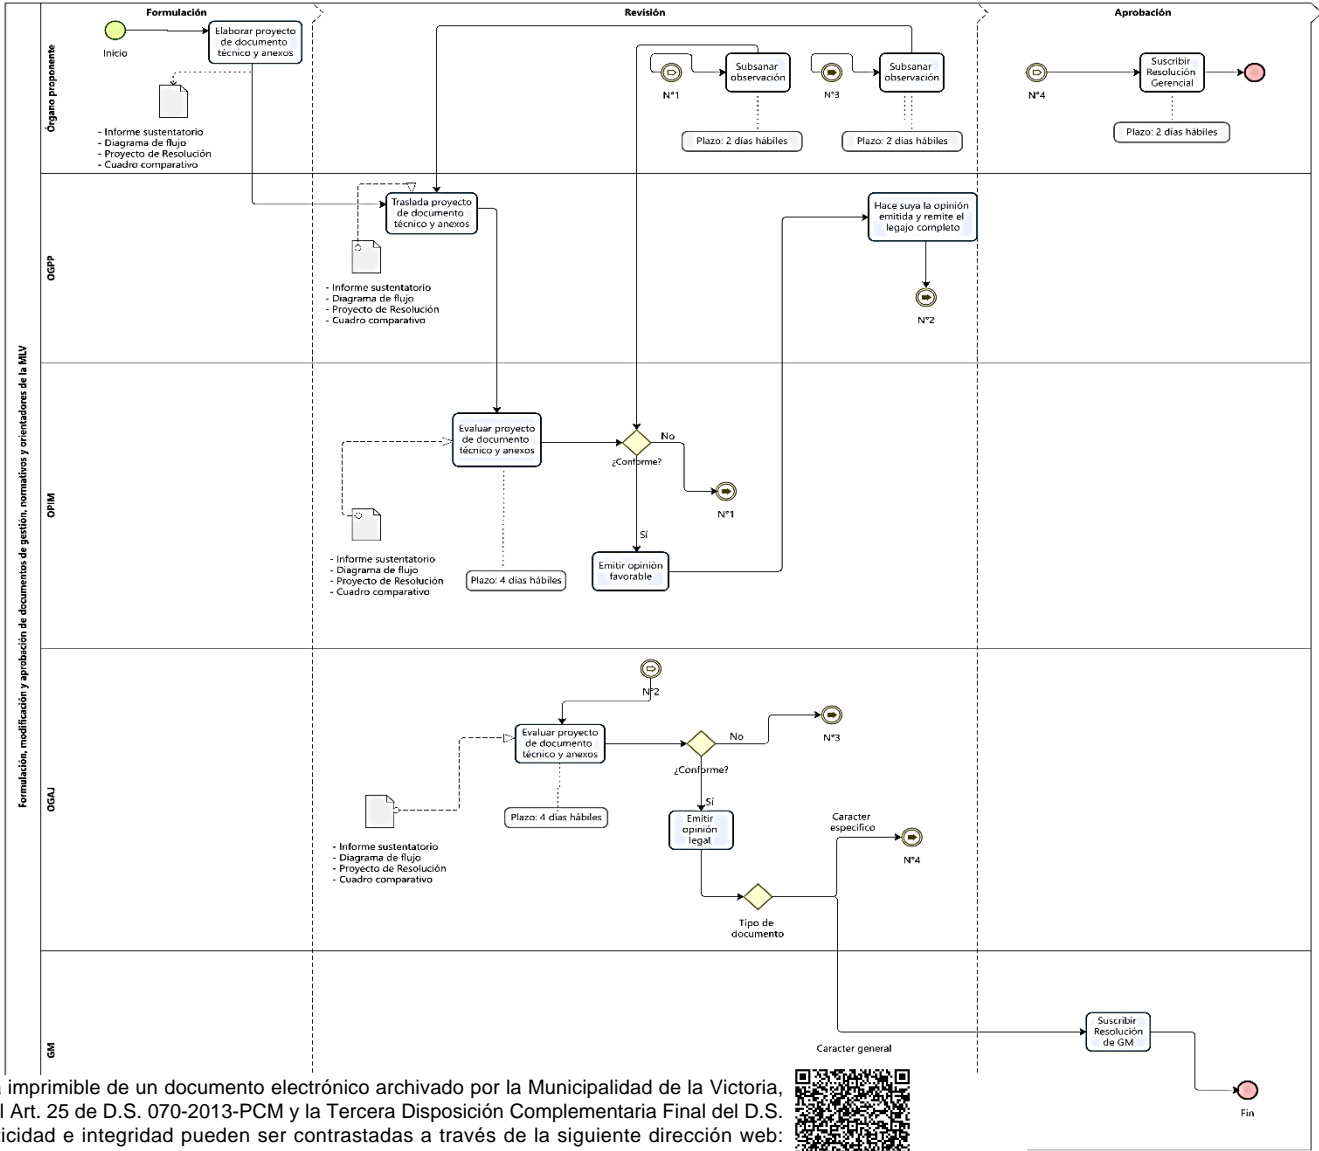 Formulación
Revisión
Aprobación
Formulación, modificación y aprobación de documentos de gestión, normativos y orientadores de la MLV
Órgano proponente
Inicio
Elaborar proyecto
de documento
técnico y anexos
- Informe sustentatorio
- Diagrama de flujo
- Proyecto de Resolución
- Cuadro comparativo
N°1
Subsanar
observación
Plazo: 2 días hábiles
N°3
Subsanar
observación
Plazo: 2 días hábiles
N°4
Suscribir
Resolución
Gerencial
Plazo: 2 días hábiles
OGPP
Traslada proyecto
de documento
técnico y anexos
- Informe sustentatorio
- Diagrama de flujo
- Proyecto de Resolución
- Cuadro comparativo
Hace suya la opinión
emitida y remite el
legajo completo
N°2
OPIM
Evaluar proyecto
de documento
técnico y anexos
- Informe sustentatorio
- Diagrama de flujo
- Proyecto de Resolución
- Cuadro comparativo
Plazo: 4 días hábiles
¿Conforme?
No
N°1
Sí
Emitir opinión
favorable
OGAJ
N°2
Evaluar proyecto
de documento
técnico y anexos
- Informe sustentatorio
- Diagrama de flujo
- Proyecto de Resolución
- Cuadro comparativo
Plazo: 4 días hábiles
¿Conforme?
No
N°3
Sí
Emitir
opinión
legal
Tipo de
documento
Caracter
especifico
N°4
GM
Caracter general
Suscribir
Resolución
de GM
Fin
imprimible de un documento electrónico archivado por la Municipalidad de la Victoria,
Art. 25 de D.S. 070-2013-PCM y la Tercera Disposición Complementaria Final del D.S.
ticidad e integridad pueden ser contrastadas a través de la siguiente dirección web: